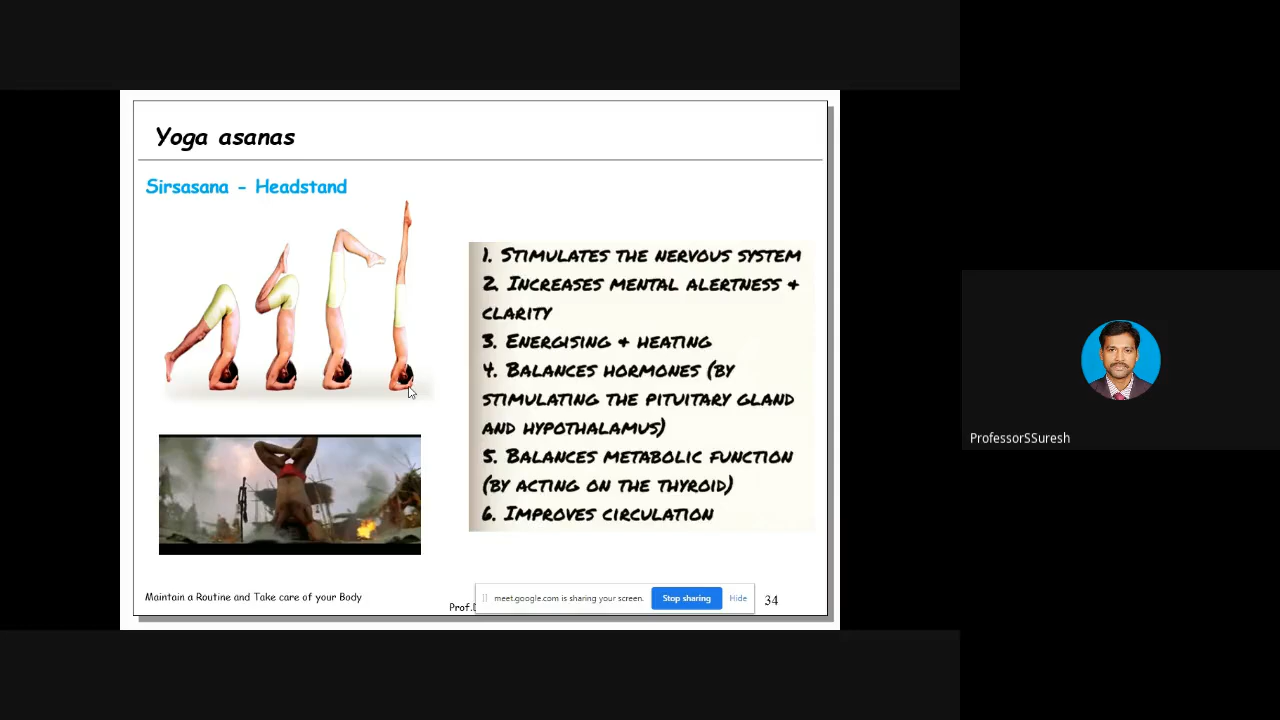 Yoga asanas
Sirsasana - Headstand
1. STIMULATES THE NERVOUS SYSTEM
2. INCREASES MENTAL ALERTNESS +
CLARITY
3. ENERGISING + HEATING
4. BALANCES HORMONES (BY
STIMULATING THE PITUITARY GLAND
AND HYPOTHALAMUS)
5. BALANCES METABOLIC FUNCTION
(BY ACTING ON THE THYROID)
6. IMPROVES CIRCULATION
ProfessorSSuresh
Maintain a Routine and Take care of your Body
meet.google.com is sharing your screen.
Stop sharing
Hide
34